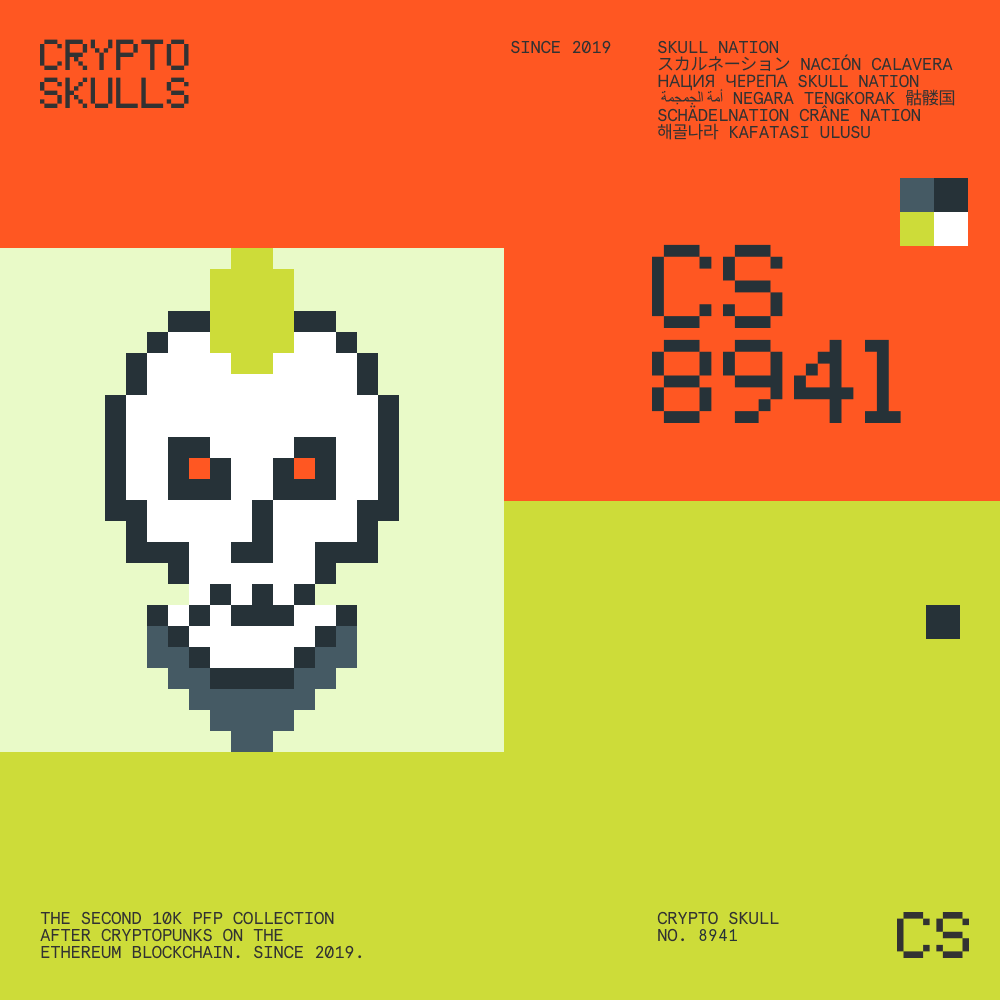 CRYPTO
SKULLS
SINCE 2019
SKULL NATION
スカルネーション NACIÓN CALAVERA
НАЦИЯ ЧЕРЕПА SKULL NATION
أمة الجمجمة NEGARA TENGKORAK 骷髅国
SCHÄDELNATION CRÂNE NATION
해골나라 KAFATASI ULUSU
CS
8941
THE SECOND 10K PFP COLLECTION
AFTER CRYPTOPUNKS ON THE
ETHEREUM BLOCKCHAIN. SINCE 2019.
CRYPTO SKULL
NO. 8941
CS